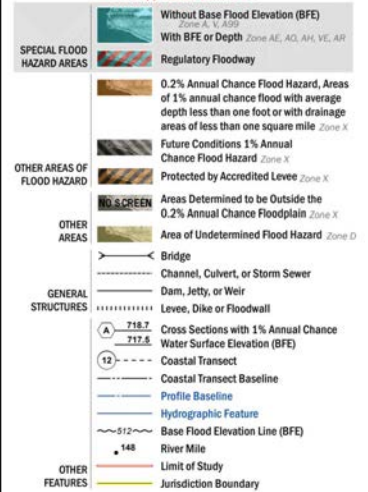 Without Base Flood Elevation (BFE)
Zone A, V, A99
With BFE or Depth Zone AE, AO, AH, VE, AR
SPECIAL FLOOD
HAZARD AREAS
Regulatory Floodway
0.2% Annual Chance Flood Hazard, Areas
of 1% annual chance flood with average
depth less than one foot or with drainage
areas of less than one square mile Zone X
Future Conditions 1% Annual
Chance Flood Hazard Zone X
OTHER AREAS OF
FLOOD HAZARD
Protected by Accredited Levee Zone X
NO SCREEN
Areas Determined to be Outside the
0.2% Annual Chance Floodplain Zone X
OTHER
AREAS
Area of Undetermined Flood Hazard Zone D
Bridge
Channel, Culvert, or Storm Sewer
GENERAL
STRUCTURES
Dam, Jetty, or Weir
Levee, Dike or Floodwall
A 718.7
717.5
Cross Sections with 1% Annual Chance
Water Surface Elevation (BFE)
12 Coastal Transect
Coastal Transect Baseline
Profile Baseline
Hydrographic Feature
512 Base Flood Elevation Line (BFE)
148 River Mile
OTHER
FEATURES
Limit of Study
Jurisdiction Boundary